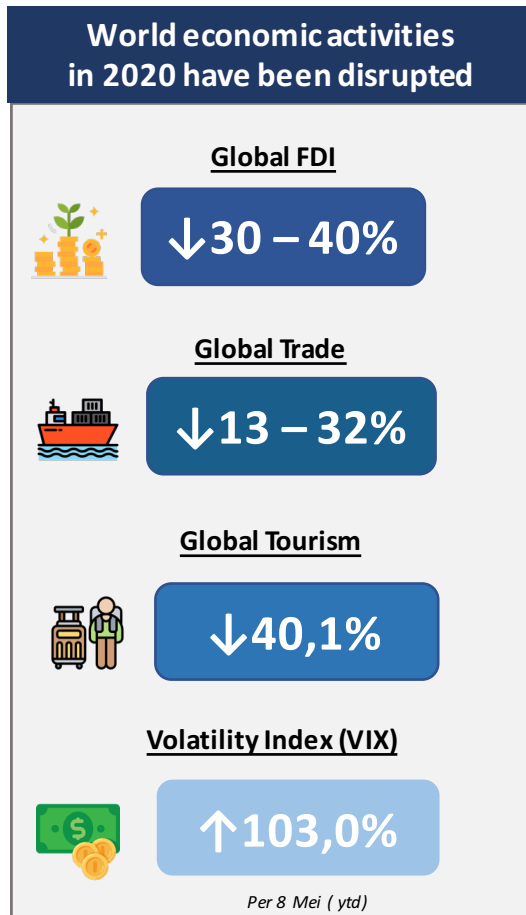 World economic activities
in 2020 have been disrupted
Global FDI
↓30 – 40%
Global Trade
↓13 – 32%
Global Tourism
↓40,1%
Volatility Index (VIX)
↑103,0%
$
Per 8 Mei ( ytd)